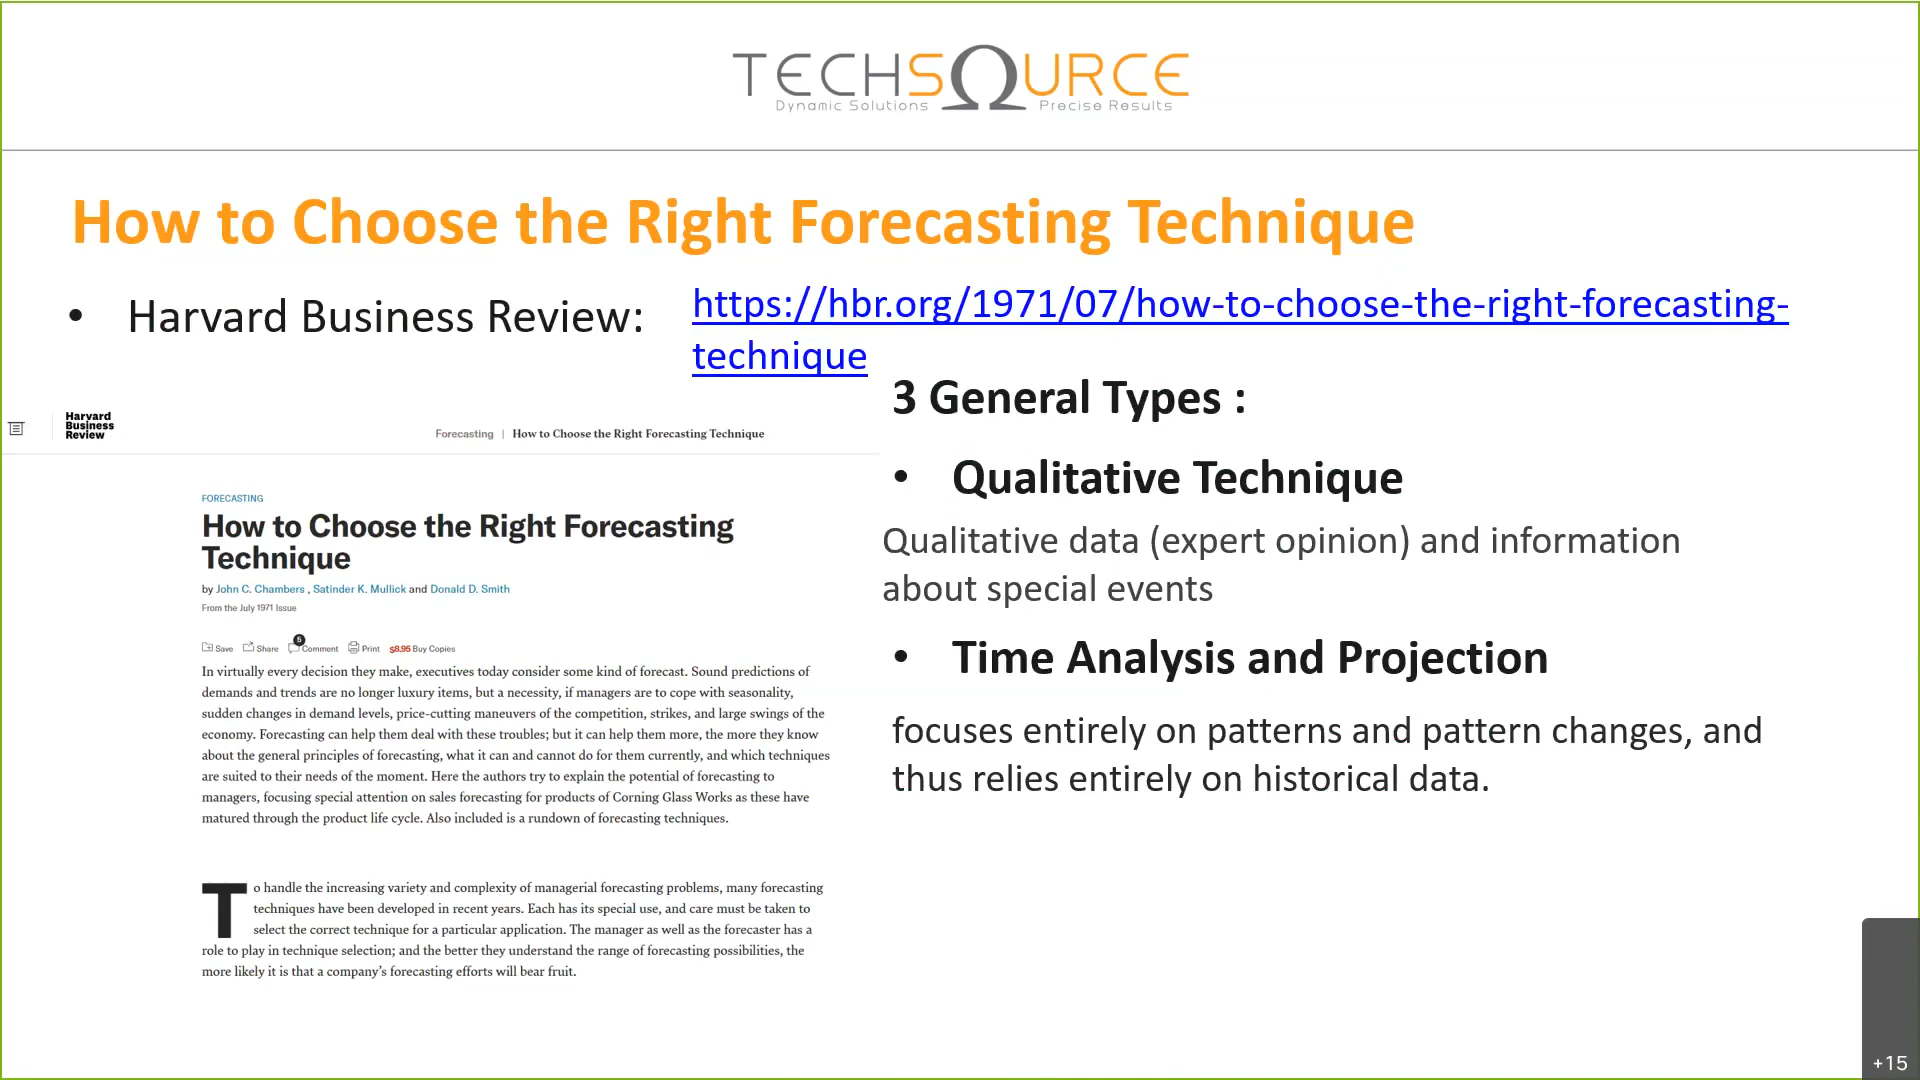 TECHSOURCE
Dynamic Solutions Precise Results
How to Choose the Right Forecasting Technique
• Harvard Business Review:
https://hbr.org/1971/07/how-to-choose-the-right-forecasting-
technique
Harvard
Business
Review
Forecasting | How to Choose the Right Forecasting Technique
FORECASTING
How to Choose the Right Forecasting
Technique
by John C. Chambers , Satinder K. Mullick and Donald D. Smith
From the July 1971 Issue
Save Share 5 Comment Print $8.95 Buy Copies
In virtually every decision they make, executives today consider some kind of forecast. Sound predictions of
demands and trends are no longer luxury items, but a necessity, if managers are to cope with seasonality,
sudden changes in demand levels, price-cutting maneuvers of the competition, strikes, and large swings of the
economy. Forecasting can help them deal with these troubles; but it can help them more, the more they know
about the general principles of forecasting, what it can and cannot do for them currently, and which techniques
are suited to their needs of the moment. Here the authors try to explain the potential of forecasting to
managers, focusing special attention on sales forecasting for products of Corning Glass Works as these have
matured through the product life cycle. Also included is a rundown of forecasting techniques.
To handle the increasing variety and complexity of managerial forecasting problems, many forecasting
techniques have been developed in recent years. Each has its special use, and care must be taken to
select the correct technique for a particular application. The manager as well as the forecaster has a
role to play in technique selection; and the better they understand the range of forecasting possibilities, the
more likely it is that a company's forecasting efforts will bear fruit.
3 General Types :
• Qualitative Technique
Qualitative data (expert opinion) and information
about special events
• Time Analysis and Projection
focuses entirely on patterns and pattern changes, and
thus relies entirely on historical data.
+15